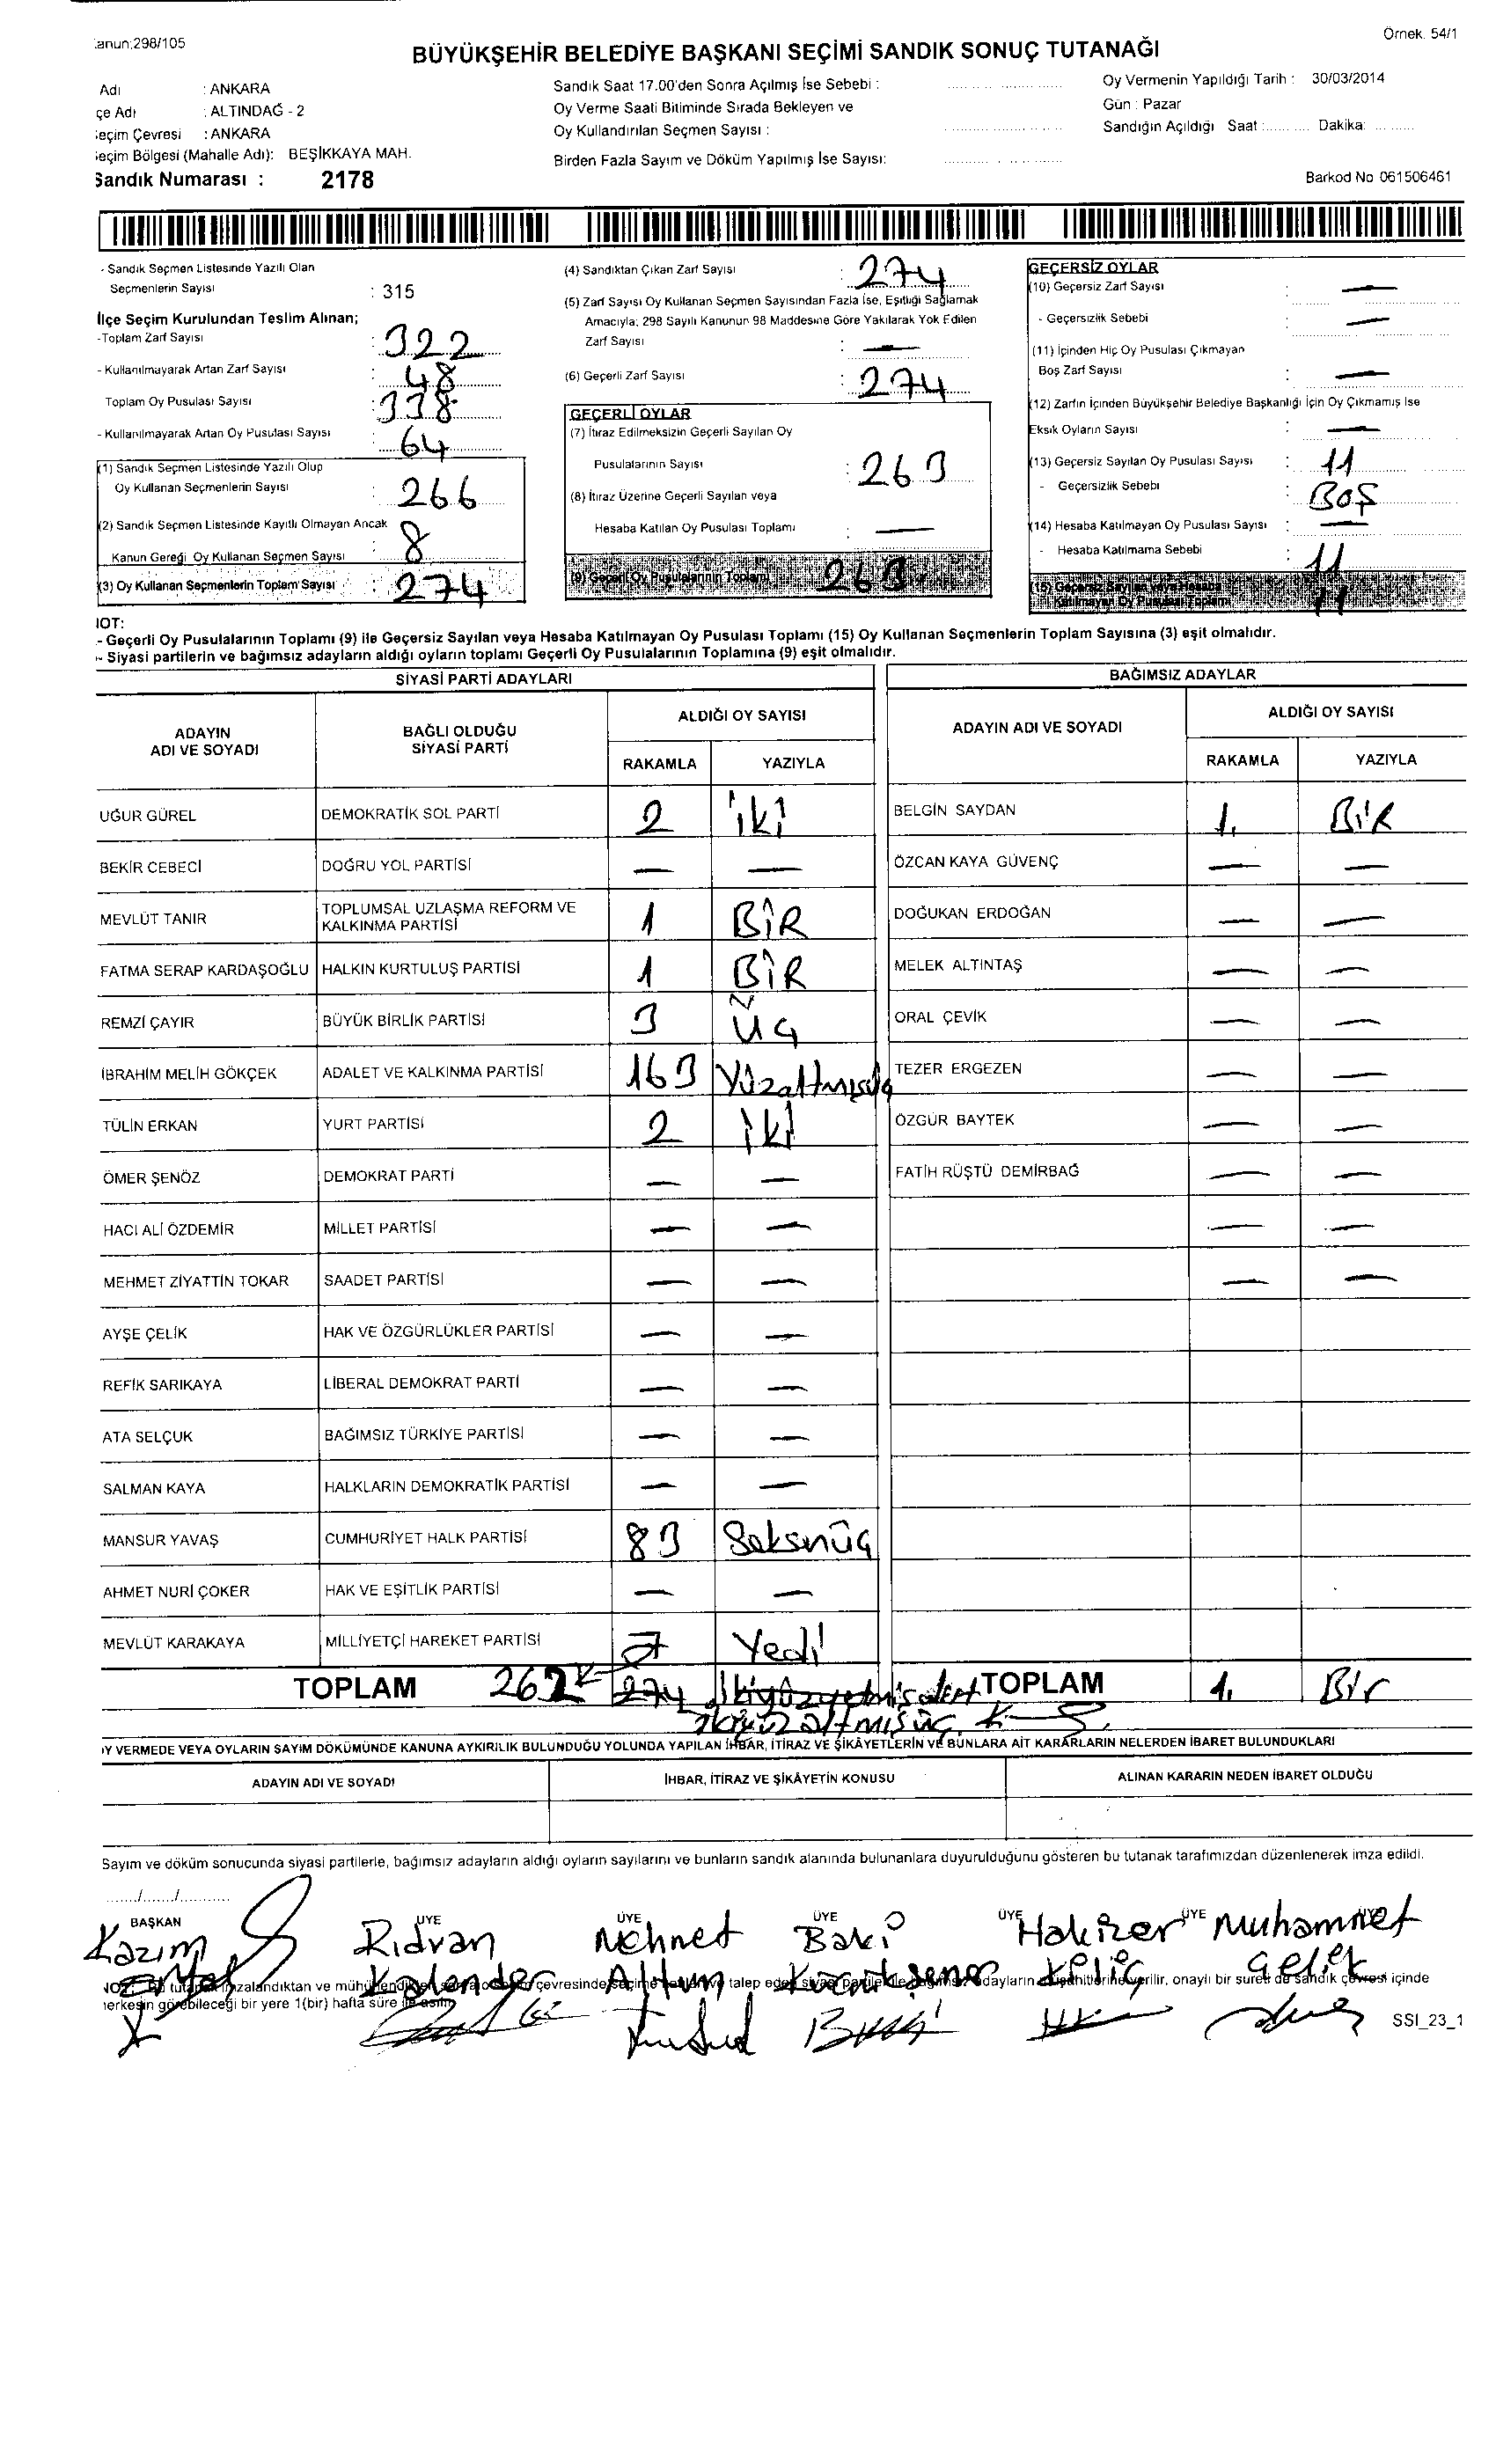 Kanun:298/105
Örnek. 54/1
BÜYÜKŞEHİR BELEDİYE BAŞKANI SEÇİMİ SANDIK SONUÇ TUTANAĞI
Adı : ANKARA
çe Adı : ALTINDAĞ - 2
eçim Çevresi : ANKARA
eçim Bölgesi (Mahalle Adı): BEŞİKKAYA MAH.
Sandık Numarası : 2178
Sandık Saat 17.00'den Sonra Açılmış İse Sebebi :
Oy Verme Saati Bitiminde Sırada Bekleyen ve
Oy Kullandırılan Seçmen Sayısı :
Birden Fazla Sayım ve Döküm Yapılmış İse Sayısı:
Oy Vermenin Yapıldığı Tarih : 30/03/2014
Gün : Pazar
Sandığın Açıldığı Saat :.......... Dakika: .........
Barkod No 061506461
- Sandık Seçmen Listesinde Yazılı Olan
Seçmenlerin Sayısı : 315
İlçe Seçim Kurulundan Teslim Alınan;
-Toplam Zarf Sayısı : 322
- Kullanılmayarak Artan Zarf Sayısı : 48
Toplam Oy Pusulası Sayısı : 338
- Kullanılmayarak Artan Oy Pusulası Sayısı : 64
(1) Sandık Seçmen Listesinde Yazılı Olup
Oy Kullanan Seçmenlerin Sayısı : 266
(2) Sandık Seçmen Listesinde Kayıtlı Olmayan Ancak
Kanun Gereği Oy Kullanan Seçmen Sayısı : 8
(3) Oy Kullanan Seçmenlerin Toplam Sayısı : 274
(4) Sandıktan Çıkan Zarf Sayısı : 274
(5) Zarf Sayısı Oy Kullanan Seçmen Sayısından Fazla İse, Eşitliği Sağlamak
Amacıyla; 298 Sayılı Kanunun 98 Maddesine Göre Yakılarak Yok Edilen
Zarf Sayısı : —
(6) Geçerli Zarf Sayısı : 274
GEÇERLİ OYLAR
(7) İtiraz Edilmeksizin Geçerli Sayılan Oy
Pusulalarının Sayısı : 263
(8) İtiraz Üzerine Geçerli Sayılan veya
Hesaba Katılan Oy Pusulası Toplamı : —
(9) Geçerli Oy Pusulalarının Toplamı 263
GEÇERSİZ OYLAR
(10) Geçersiz Zarf Sayısı : —
- Geçersizlik Sebebi : —
(11) İçinden Hiç Oy Pusulası Çıkmayan
Boş Zarf Sayısı : —
(12) Zarfın İçinden Büyükşehir Belediye Başkanlığı İçin Oy Çıkmamış İse
Eksik Oyların Sayısı : —
(13) Geçersiz Sayılan Oy Pusulası Sayısı : 11
- Geçersizlik Sebebi : BOŞ
(14) Hesaba Katılmayan Oy Pusulası Sayısı : —
- Hesaba Katılmama Sebebi : 11
(15) Geçersiz Sayılan veya Hesaba
Katılmayan Oy Pusulası Toplamı 11
NOT:
- Geçerli Oy Pusulalarının Toplamı (9) ile Geçersiz Sayılan veya Hesaba Katılmayan Oy Pusulası Toplamı (15) Oy Kullanan Seçmenlerin Toplam Sayısına (3) eşit olmalıdır.
- Siyasi partilerin ve bağımsız adayların aldığı oyların toplamı Geçerli Oy Pusulalarının Toplamına (9) eşit olmalıdır.
SİYASİ PARTİ ADAYLARI
ADAYIN ADI VE SOYADI
BAĞLI OLDUĞU SİYASİ PARTİ
ALDIĞI OY SAYISI
RAKAMLA YAZIYLA
UĞUR GÜREL DEMOKRATİK SOL PARTİ 2 iki
BEKİR CEBECİ DOĞRU YOL PARTİSİ — —
MEVLÜT TANIR TOPLUMSAL UZLAŞMA REFORM VE KALKINMA PARTİSİ 1 BİR
FATMA SERAP KARDAŞOĞLU HALKIN KURTULUŞ PARTİSİ 1 BİR
REMZİ ÇAYIR BÜYÜK BİRLİK PARTİSİ 3 ÜÇ
İBRAHİM MELİH GÖKÇEK ADALET VE KALKINMA PARTİSİ 163 Yüzaltmışüç
TÜLİN ERKAN YURT PARTİSİ 2 iki
ÖMER ŞENÖZ DEMOKRAT PARTİ — —
HACI ALİ ÖZDEMİR MİLLET PARTİSİ — —
MEHMET ZİYATTİN TOKAR SAADET PARTİSİ — —
AYŞE ÇELİK HAK VE ÖZGÜRLÜKLER PARTİSİ — —
REFİK SARIKAYA LİBERAL DEMOKRAT PARTİ — —
ATA SELÇUK BAĞIMSIZ TÜRKİYE PARTİSİ — —
SALMAN KAYA HALKLARIN DEMOKRATİK PARTİSİ — —
MANSUR YAVAŞ CUMHURİYET HALK PARTİSİ 83 Seksnüç
AHMET NURİ ÇOKER HAK VE EŞİTLİK PARTİSİ — —
MEVLÜT KARAKAYA MİLLİYETÇİ HAREKET PARTİSİ 7 Yedi
TOPLAM 262 274 ikiyüzyetmişdört
ikiyüzaltmışüç
BAĞIMSIZ ADAYLAR
ADAYIN ADI VE SOYADI
ALDIĞI OY SAYISI
RAKAMLA YAZIYLA
BELGİN SAYDAN 1. BİR
ÖZCAN KAYA GÜVENÇ — —
DOĞUKAN ERDOĞAN — —
MELEK ALTINTAŞ — —
ORAL ÇEVİK — —
TEZER ERGEZEN — —
ÖZGÜR BAYTEK — —
FATİH RÜŞTÜ DEMİRBAĞ — —
— —
— —
TOPLAM 1. Bir
OY VERMEDE VEYA OYLARIN SAYIM DÖKÜMÜNDE KANUNA AYKIRILIK BULUNDUĞU YOLUNDA YAPILAN İHBAR, İTİRAZ VE ŞİKÂYETLERİN VE BUNLARA AİT KARARLARIN NELERDEN İBARET BULUNDUKLARI
ADAYIN ADI VE SOYADI İHBAR, İTİRAZ VE ŞİKÂYETİN KONUSU ALINAN KARARIN NEDEN İBARET OLDUĞU
Sayım ve döküm sonucunda siyasi partilerle, bağımsız adayların aldığı oyların sayılarını ve bunların sandık alanında bulunanlara duyurulduğunu gösteren bu tutanak tarafımızdan düzenlenerek imza edildi.
....../....../...........
BAŞKAN ÜYE ÜYE ÜYE ÜYE ÜYE
Kazım Rıdvan Mehmet Baki Muhammet
Kalender Altun Şener Kılıç Çelik
NOT: Bu tutanak imzalandıktan ve mühürlendikten sonra çevresinde talep eden siyasi adayların verilir, onaylı bir sureti de sandık çevresi içinde
herkesin görebileceği bir yere 1(bir) hafta süre ile asılır.
SSI_23_1